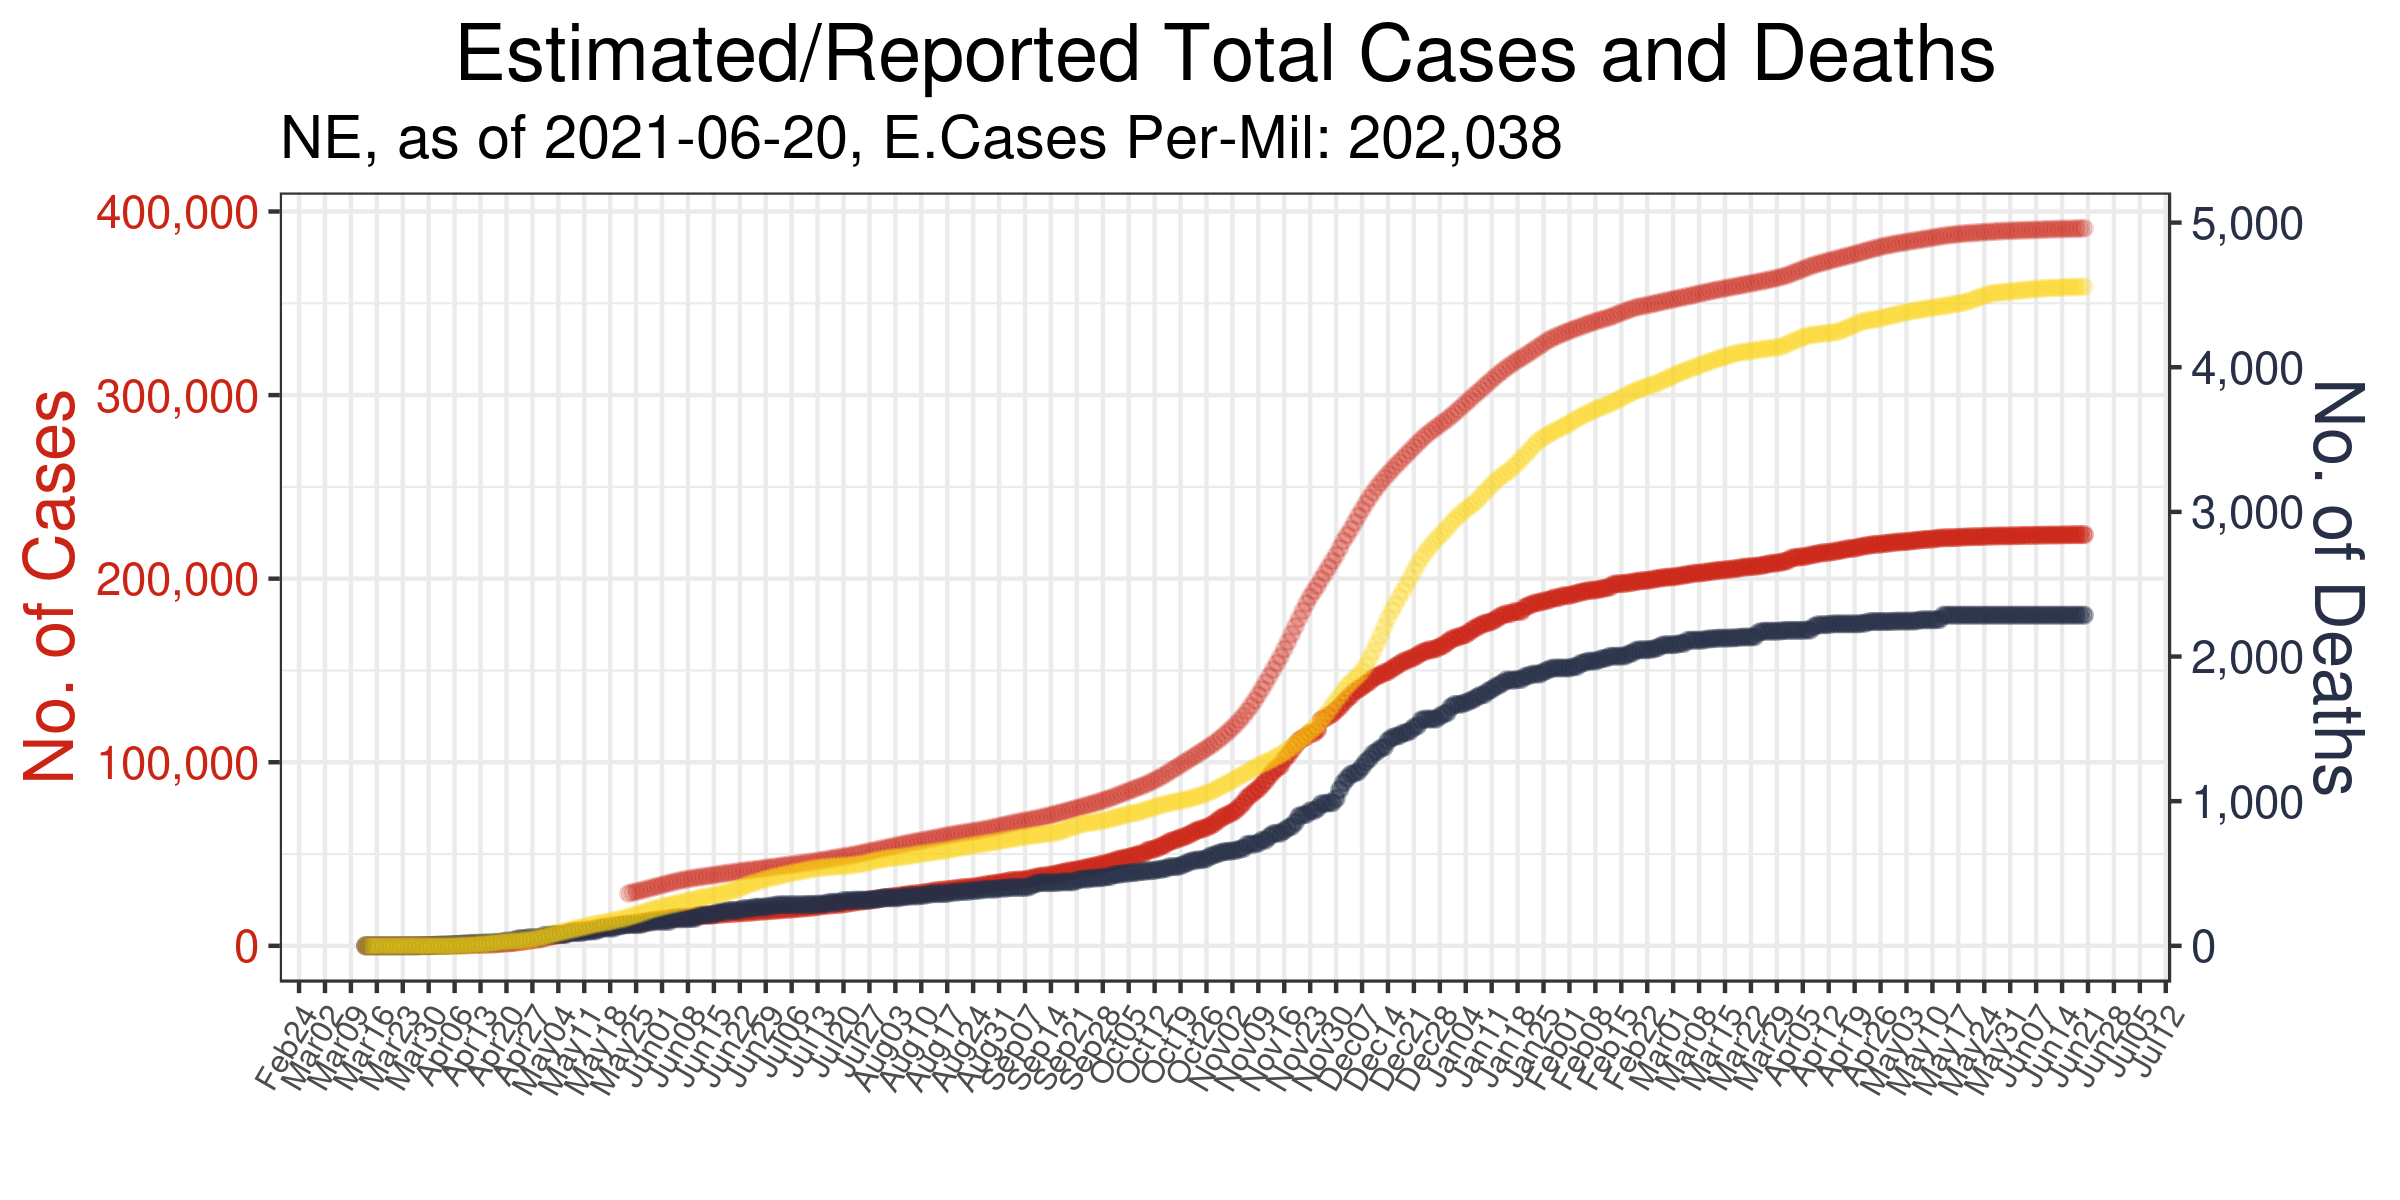 Estimated/Reported Total Cases and Deaths
NE, as of 2021-06-20, E.Cases Per-Mil: 202,038
No. of Cases
400,000
300,000
200,000
100,000
0
5,000
4,000
3,000
2,000
1,000
0
No. of Deaths
Feb24
Mar02
Mar09
Mar16
Mar23
Mar30
Apr06
Apr13
Apr20
Apr27
May04
May11
May18
May25
Jun01
Jun08
Jun15
Jun22
Jun29
Jul06
Jul13
Jul20
Jul27
Aug03
Aug10
Aug17
Aug24
Aug31
Sep07
Sep14
Sep21
Sep28
Oct05
Oct12
Oct19
Oct26
Nov02
Nov09
Nov16
Nov23
Nov30
Dec07
Dec14
Dec21
Dec28
Jan04
Jan11
Jan18
Jan25
Feb01
Feb08
Feb15
Feb22
Mar01
Mar08
Mar15
Mar22
Mar29
Apr05
Apr12
Apr19
Apr26
May03
May10
May17
May24
May31
Jun07
Jun14
Jun21
Jun28
Jul05
Jul12